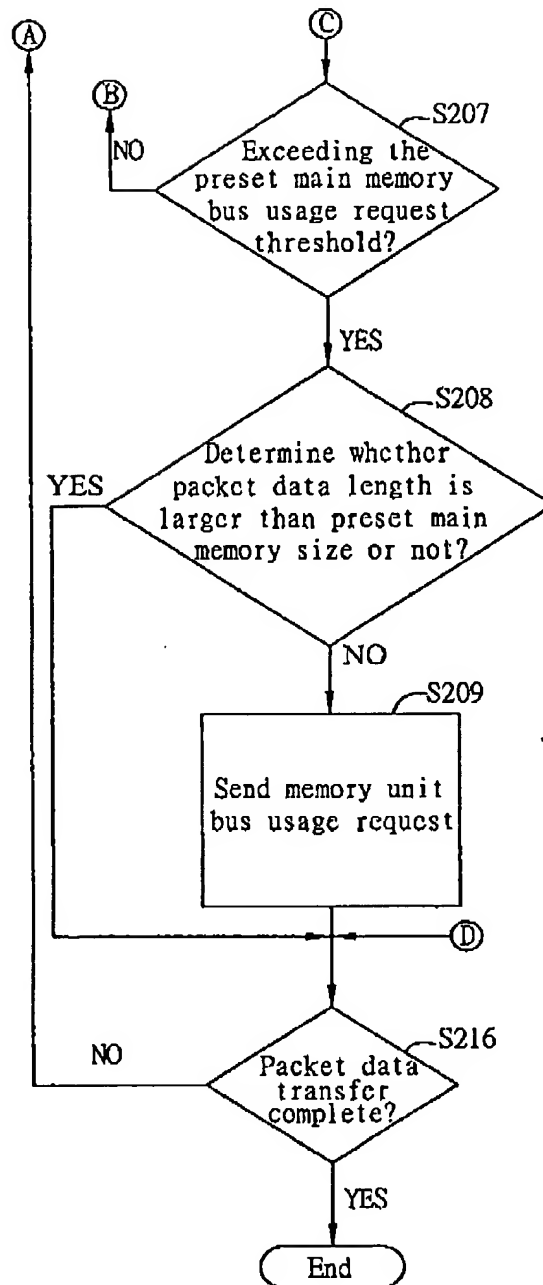 A
C
B
S207
NO
Exceeding the
preset main memory
bus usage request
threshold?
YES
S208
Determine whether
YES
packet data length is
larger than preset main
memory size or not?
NO
S209
Send memory unit
bus usage request
D
S216
NO
Packet data
transfer
complete?
YES
End